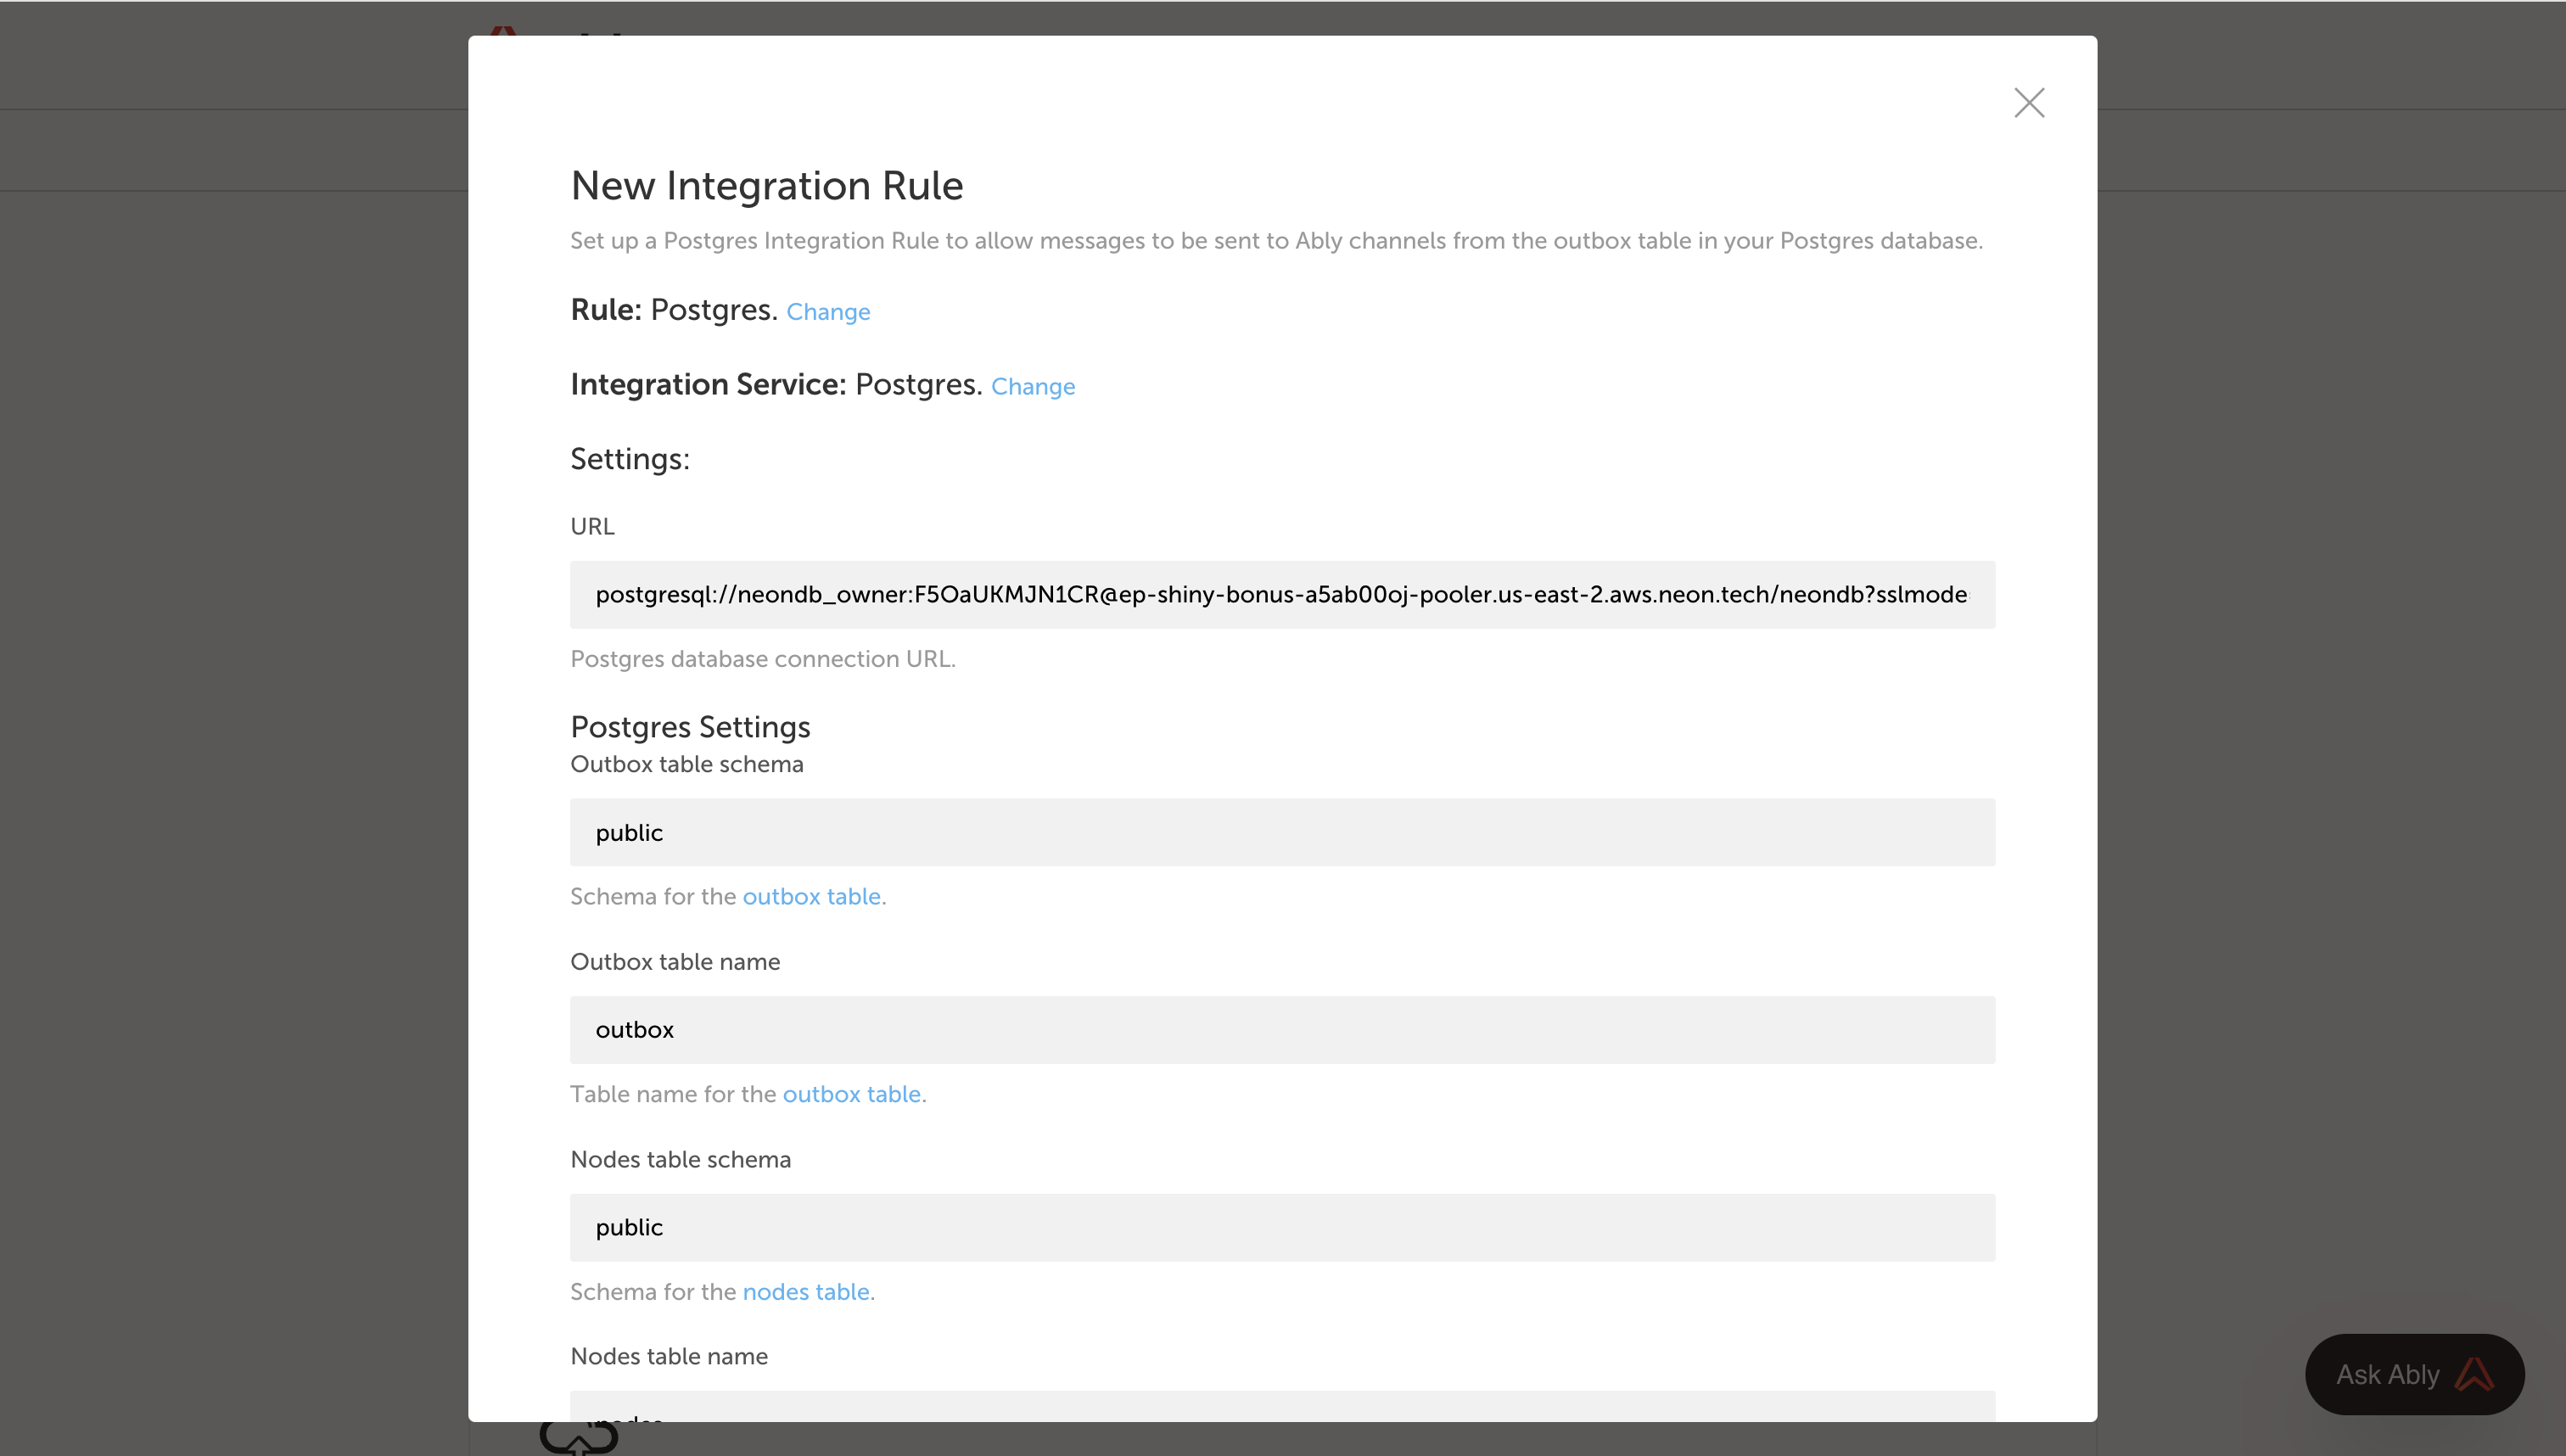 New Integration Rule
Set up a Postgres Integration Rule to allow messages to be sent to Ably channels from the outbox table in your Postgres database.
Rule: Postgres. Change
Integration Service: Postgres. Change
Settings:
URL
postgresql://neondb_owner:F5OaUKMJN1CR@ep-shiny-bonus-a5ab00oj-pooler.us-east-2.aws.neon.tech/neondb?sslmode
Postgres database connection URL.
Postgres Settings
Outbox table schema
public
Schema for the outbox table.
Outbox table name
outbox
Table name for the outbox table.
Nodes table schema
public
Schema for the nodes table.
Nodes table name
nodes
Ask Ably